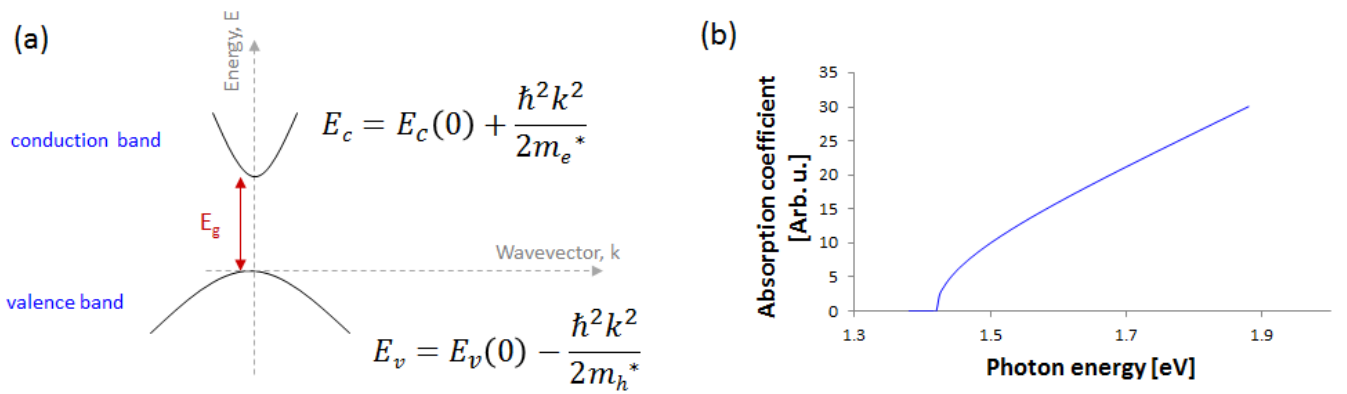 (a)
Energy, E
conduction band
E_c = E_c(0) + ħ²k²/2m_e*
E_g
Wavevector, k
valence band
E_v = E_v(0) − ħ²k²/2m_h*
(b)
Absorption coefficient
[Arb. u.]
35
30
25
20
15
10
5
0
1.3 1.5 1.7 1.9
Photon energy [eV]